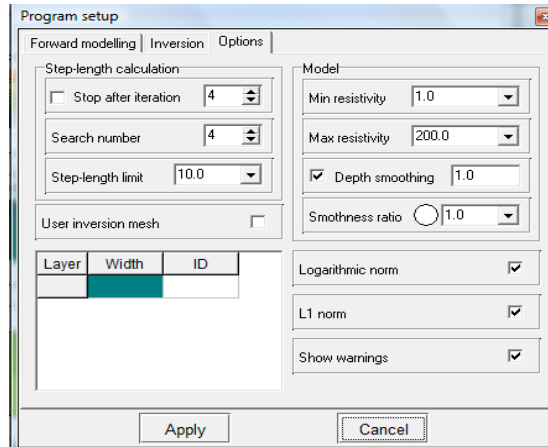 Program setup
Forward modelling Inversion Options
Step-length calculation
Stop after iteration 4
Search number 4
Step-length limit 10.0
User inversion mesh
Layer Width ID
Model
Min resistivity 1.0
Max resistivity 200.0
Depth smoothing 1.0
Smothness ratio 1.0
Logarithmic norm
L1 norm
Show warnings
Apply Cancel